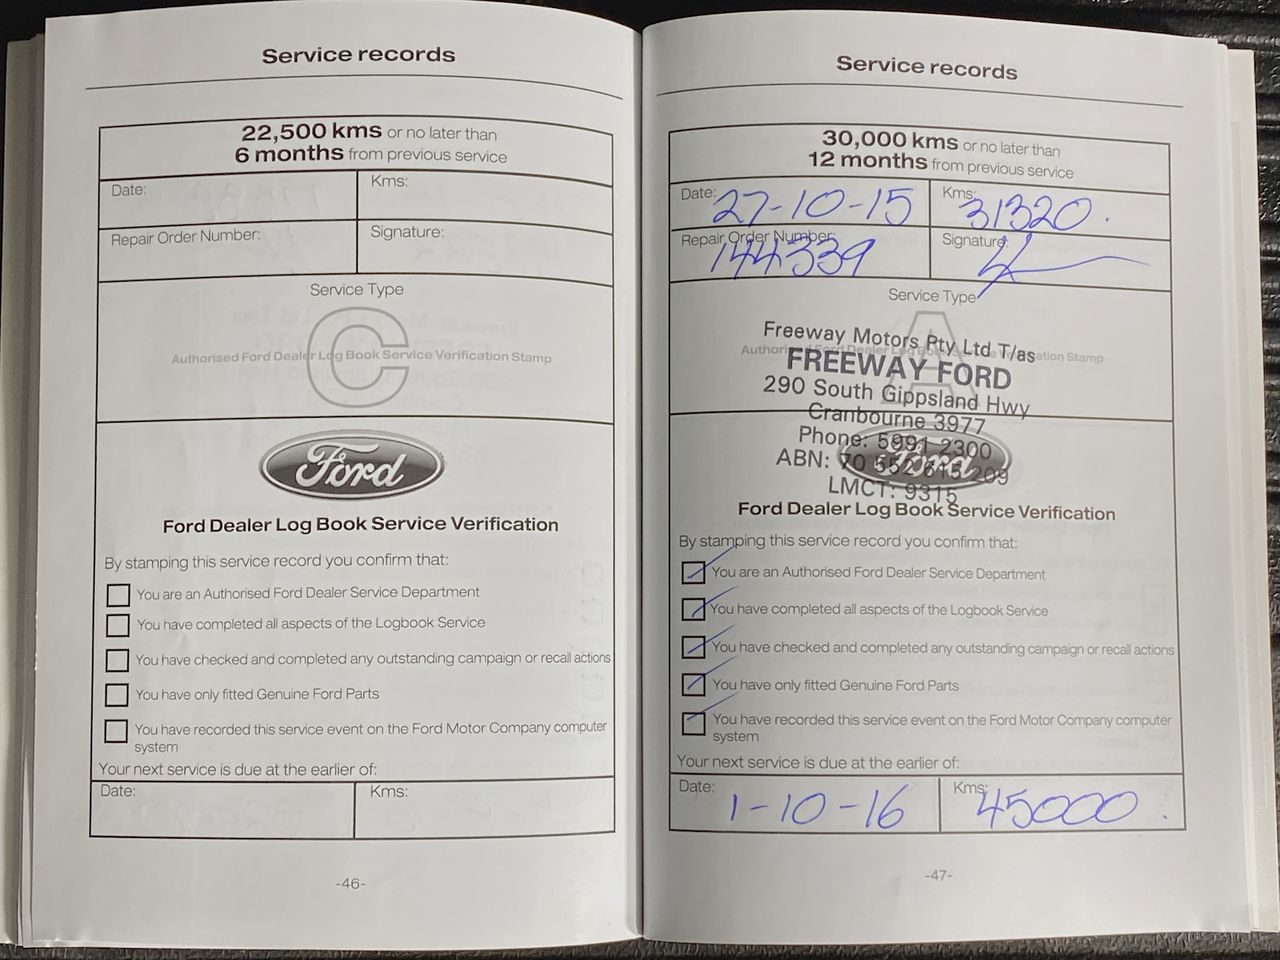 Service records
22,500 kms or no later than
6 months from previous service
Date:
Kms:
Repair Order Number:
Signature:
Service Type
C
Authorised Ford Dealer Log Book Service Verification Stamp
Ford
Ford Dealer Log Book Service Verification
By stamping this service record you confirm that:
You are an Authorised Ford Dealer Service Department
You have completed all aspects of the Logbook Service
You have checked and completed any outstanding campaign or recall actions
You have only fitted Genuine Ford Parts
You have recorded this service event on the Ford Motor Company computer
system
Your next service is due at the earlier of:
Date:
Kms:
-46-
Service records
30,000 kms or no later than
12 months from previous service
Date: 27-10-15
Kms: 31320.
Repair Order Number: 144339
Signature:
Service Type
A
Freeway Motors Pty Ltd T/as
FREEWAY FORD
290 South Gippsland Hwy
Cranbourne 3977
Phone: 5991 2300
ABN: 70 552 209
LMCT: 9315
Ford
Ford Dealer Log Book Service Verification
By stamping this service record you confirm that:
You are an Authorised Ford Dealer Service Department
You have completed all aspects of the Logbook Service
You have checked and completed any outstanding campaign or recall actions
You have only fitted Genuine Ford Parts
You have recorded this service event on the Ford Motor Company computer
system
Your next service is due at the earlier of:
Date: 1-10-16
Kms: 45000.
-47-